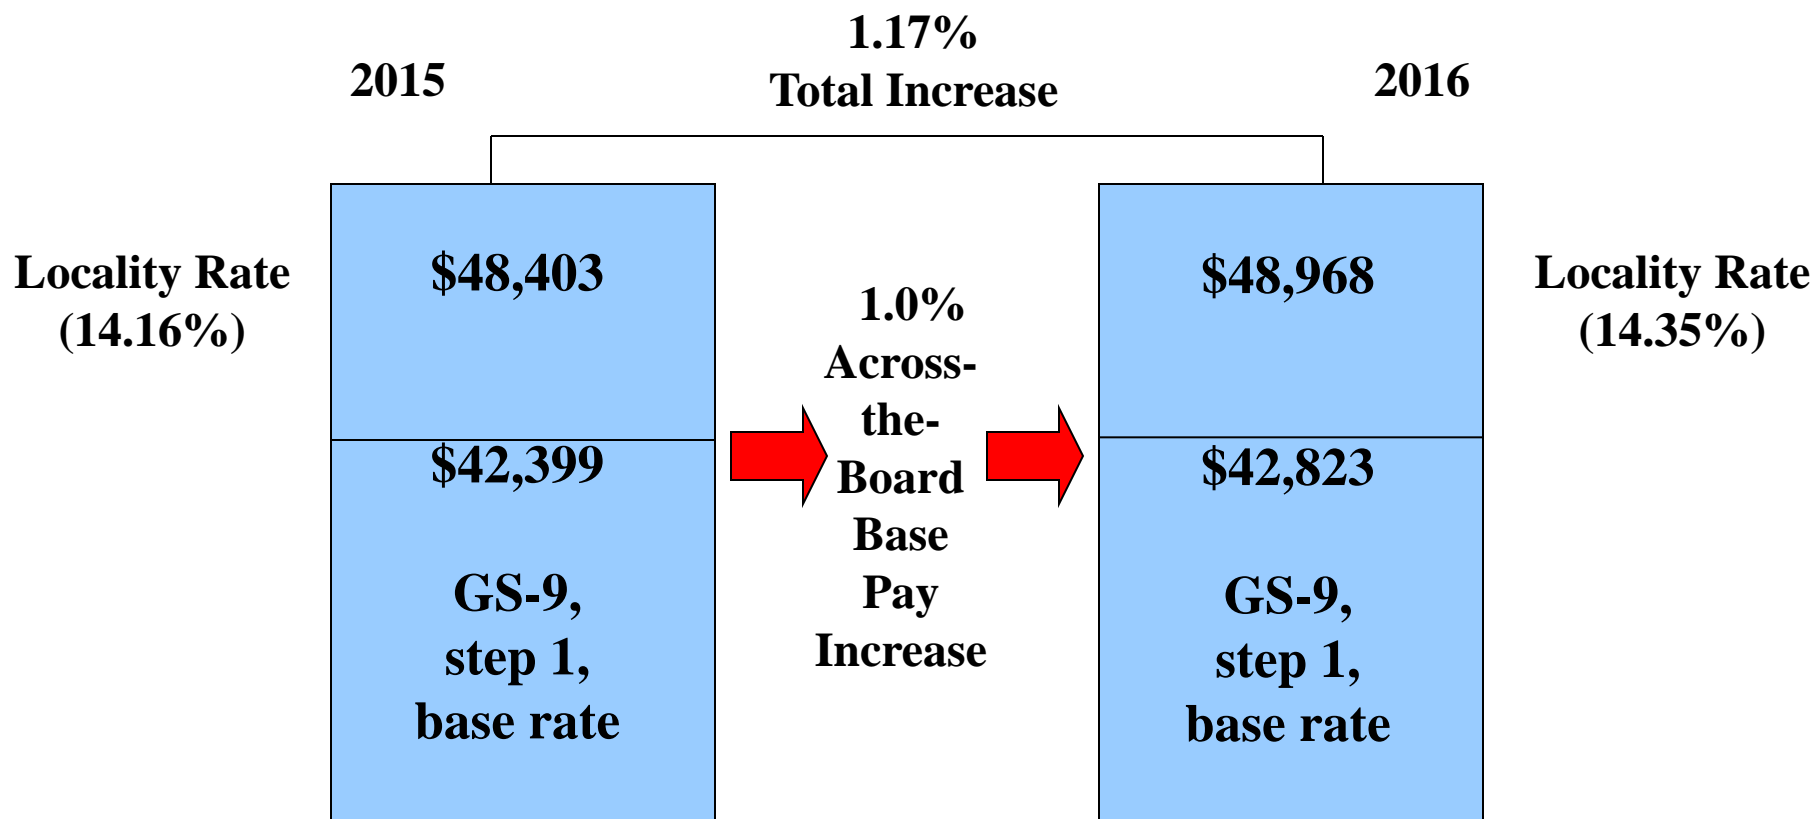 1.17%
Total Increase
2015
2016
Locality Rate
(14.16%)
$48,403
$42,399
GS-9,
step 1,
base rate
1.0%
Across-
the-
Board
Base
Pay
Increase
$48,968
$42,823
GS-9,
step 1,
base rate
Locality Rate
(14.35%)